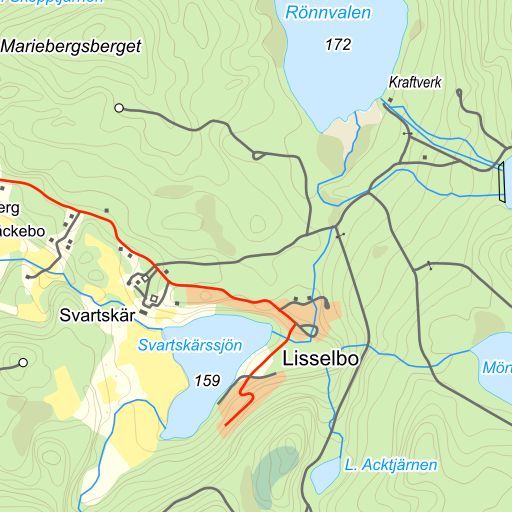 Rönnvalen
Mariebergsberget
172
Kraftverk
Svartskär
Svartskärssjön
Lisselbo
159
L. Acktjärnen